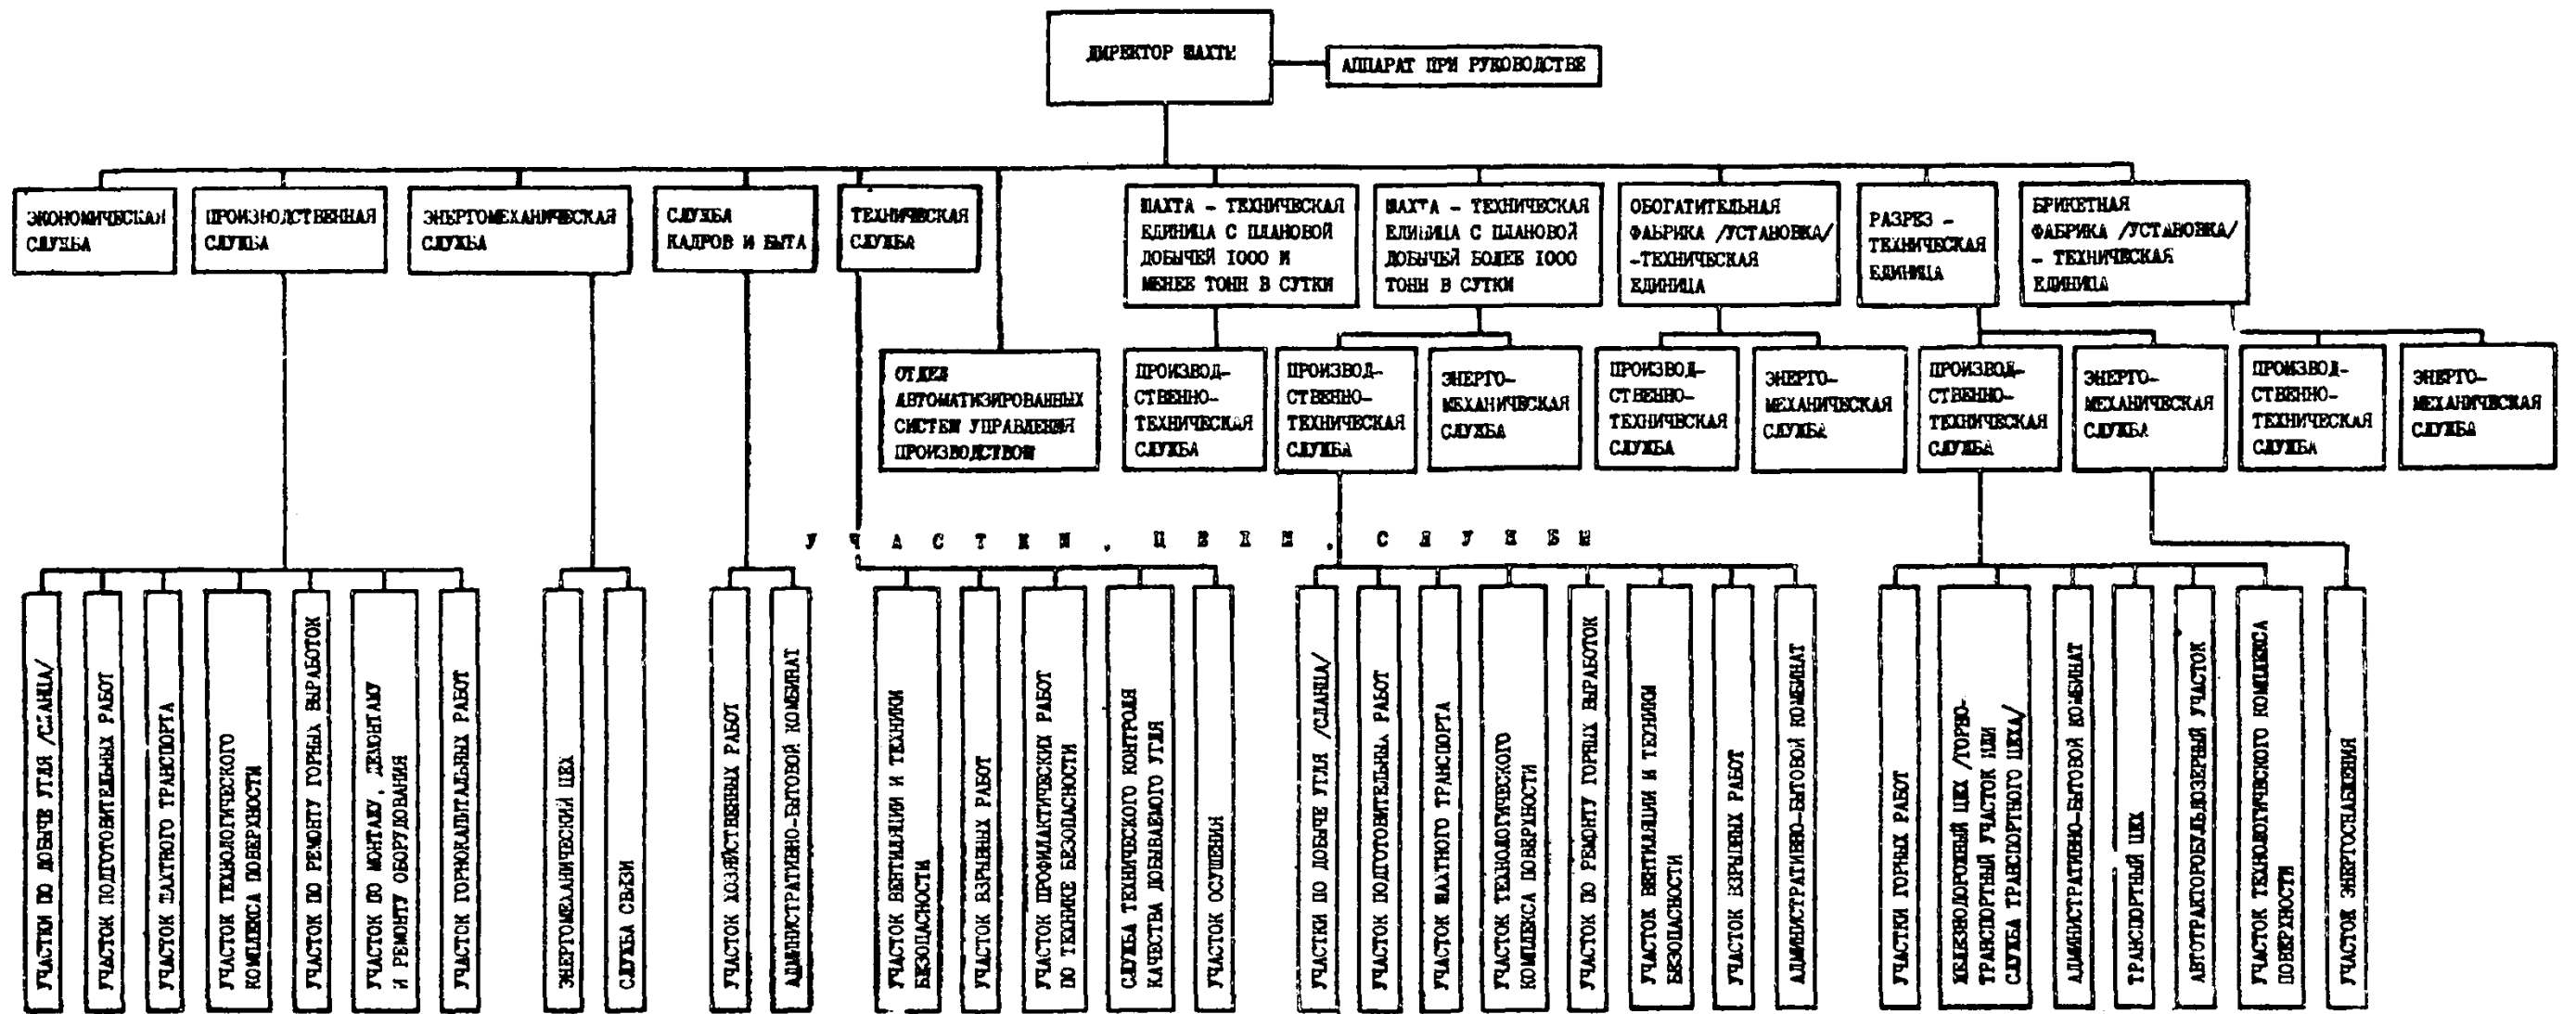 ДИРЕКТОР ШАХТЫ
АППАРАТ ПРИ РУКОВОДСТВЕ
ЭКОНОМИЧЕСКАЯ
СЛУЖБА
ПРОИЗВОДСТВЕННАЯ
СЛУЖБА
ЭНЕРГОМЕХАНИЧЕСКАЯ
СЛУЖБА
СЛУЖБА
КАДРОВ И БЫТА
ТЕХНИЧЕСКАЯ
СЛУЖБА
ШАХТА - ТЕХНИЧЕСКАЯ
ЕДИНИЦА С ПЛАНОВОЙ
ДОБЫЧЕЙ 1000 И
МЕНЕЕ ТОНН В СУТКИ
ШАХТА - ТЕХНИЧЕСКАЯ
ЕДИНИЦА С ПЛАНОВОЙ
ДОБЫЧЕЙ БОЛЕЕ 1000
ТОНН В СУТКИ
ОБОГАТИТЕЛЬНАЯ
ФАБРИКА /УСТАНОВКА/
-ТЕХНИЧЕСКАЯ
ЕДИНИЦА
РАЗРЕЗ -
ТЕХНИЧЕСКАЯ
ЕДИНИЦА
БРИКЕТНАЯ
ФАБРИКА /УСТАНОВКА/
- ТЕХНИЧЕСКАЯ
ЕДИНИЦА
ОТДЕЛ
АВТОМАТИЗИРОВАННЫХ
СИСТЕМ УПРАВЛЕНИЯ
ПРОИЗВОДСТВОМ
ПРОИЗВОД-
СТВЕННО-
ТЕХНИЧЕСКАЯ
СЛУЖБА
ПРОИЗВОД-
СТВЕННО-
ТЕХНИЧЕСКАЯ
СЛУЖБА
ЭНЕРГО-
МЕХАНИЧЕСКАЯ
СЛУЖБА
ПРОИЗВОД-
СТВЕННО-
ТЕХНИЧЕСКАЯ
СЛУЖБА
ЭНЕРГО-
МЕХАНИЧЕСКАЯ
СЛУЖБА
ПРОИЗВОД-
СТВЕННО-
ТЕХНИЧЕСКАЯ
СЛУЖБА
ЭНЕРГО-
МЕХАНИЧЕСКАЯ
СЛУЖБА
ПРОИЗВОД-
СТВЕННО-
ТЕХНИЧЕСКАЯ
СЛУЖБА
ЭНЕРГО-
МЕХАНИЧЕСКАЯ
СЛУЖБА
УЧАСТКИ, ЦЕХИ, СЛУЖБЫ
УЧАСТКИ ПО ДОБЫЧЕ УГЛЯ /СЛАНЦА/
УЧАСТОК ПОДГОТОВИТЕЛЬНЫХ РАБОТ
УЧАСТОК ШАХТНОГО ТРАНСПОРТА
УЧАСТОК ТЕХНОЛОГИЧЕСКОГО
КОМПЛЕКСА ПОВЕРХНОСТИ
УЧАСТОК ПО РЕМОНТУ ГОРНЫХ ВЫРАБОТОК
УЧАСТОК ПО МОНТАЖУ, ДЕМОНТАЖУ
И РЕМОНТУ ОБОРУДОВАНИЯ
УЧАСТОК ГОРНОКАПИТАЛЬНЫХ РАБОТ
ЭНЕРГОМЕХАНИЧЕСКИЙ ЦЕХ
СЛУЖБА СВЯЗИ
УЧАСТОК ХОЗЯЙСТВЕННЫХ РАБОТ
АДМИНИСТРАТИВНО-БЫТОВОЙ КОМБИНАТ
УЧАСТОК ВЕНТИЛЯЦИИ И ТЕХНИКИ
БЕЗОПАСНОСТИ
УЧАСТОК ВЗРЫВНЫХ РАБОТ
УЧАСТОК ПРОФИЛАКТИЧЕСКИХ РАБОТ
ПО ТЕХНИКЕ БЕЗОПАСНОСТИ
СЛУЖБА ТЕХНИЧЕСКОГО КОНТРОЛЯ
КАЧЕСТВА ДОБЫВАЕМОГО УГЛЯ
УЧАСТОК ОСУШЕНИЯ
УЧАСТКИ ПО ДОБЫЧЕ УГЛЯ /СЛАНЦА/
УЧАСТОК ПОДГОТОВИТЕЛЬНЫХ РАБОТ
УЧАСТОК ШАХТНОГО ТРАНСПОРТА
УЧАСТОК ТЕХНОЛОГИЧЕСКОГО
КОМПЛЕКСА ПОВЕРХНОСТИ
УЧАСТОК ПО РЕМОНТУ ГОРНЫХ ВЫРАБОТОК
УЧАСТОК ВЕНТИЛЯЦИИ И ТЕХНИКИ
БЕЗОПАСНОСТИ
УЧАСТОК ВЗРЫВНЫХ РАБОТ
АДМИНИСТРАТИВНО-БЫТОВОЙ КОМБИНАТ
УЧАСТКИ ГОРНЫХ РАБОТ
ЖЕЛЕЗНОДОРОЖНЫЙ ЦЕХ /ГОРНО-
ТРАНСПОРТНЫЙ УЧАСТОК ИЛИ
СЛУЖБА ТРАНСПОРТНОГО ЦЕХА/
АДМИНИСТРАТИВНО-БЫТОВОЙ КОМБИНАТ
ТРАНСПОРТНЫЙ ЦЕХ
АВТОТРАКТОРОБУЛЬДОЗЕРНЫЙ УЧАСТОК
УЧАСТОК ТЕХНОЛОГИЧЕСКОГО КОМПЛЕКСА
ПОВЕРХНОСТИ
УЧАСТОК ЭНЕРГОСНАБЖЕНИЯ